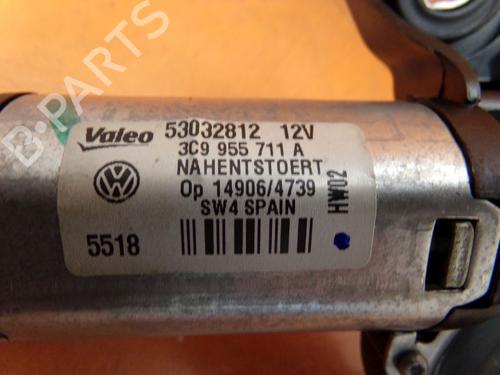 B-PARTS
Valeo 53032812 12V
3C9 955 711 A
NAHENTSTOERT
Op 14906/4739
SW4 SPAIN
HW02
5518